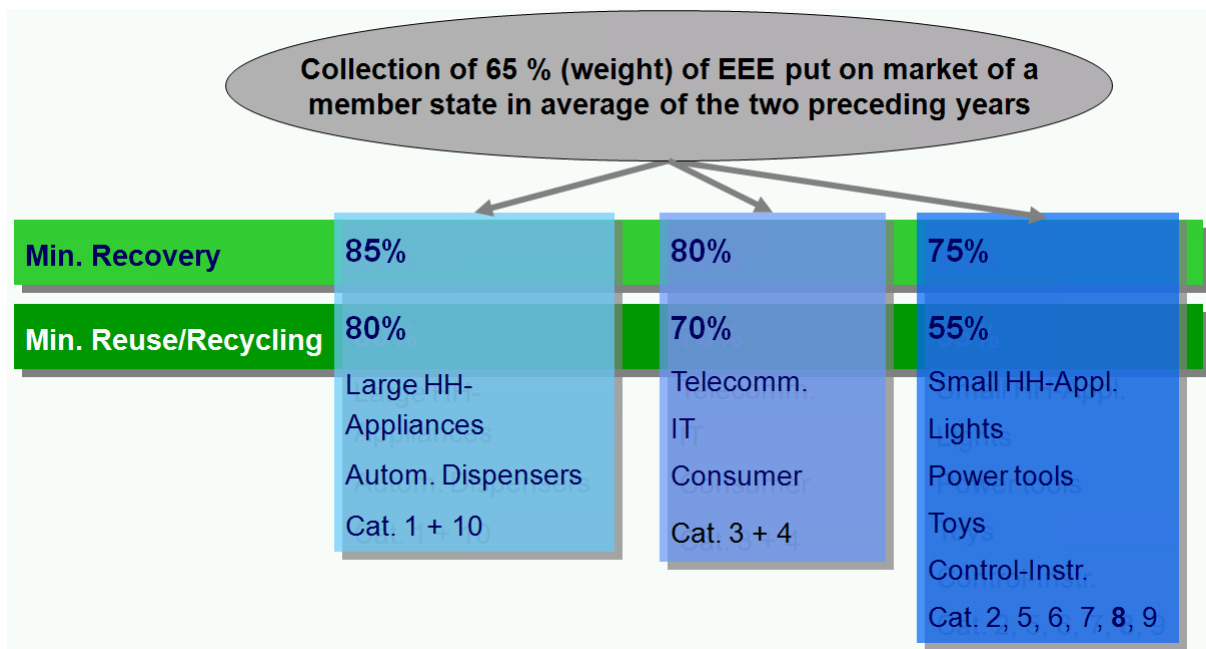 Collection of 65 % (weight) of EEE put on market of a
member state in average of the two preceding years
Min. Recovery
85%
80%
75%
Min. Reuse/Recycling
80%
70%
55%
Large HH-
Appliances
Autom. Dispensers
Cat. 1 + 10
Telecomm.
IT
Consumer
Cat. 3 + 4
Small HH-Appl.
Lights
Power tools
Toys
Control-Instr.
Cat. 2, 5, 6, 7, 8, 9